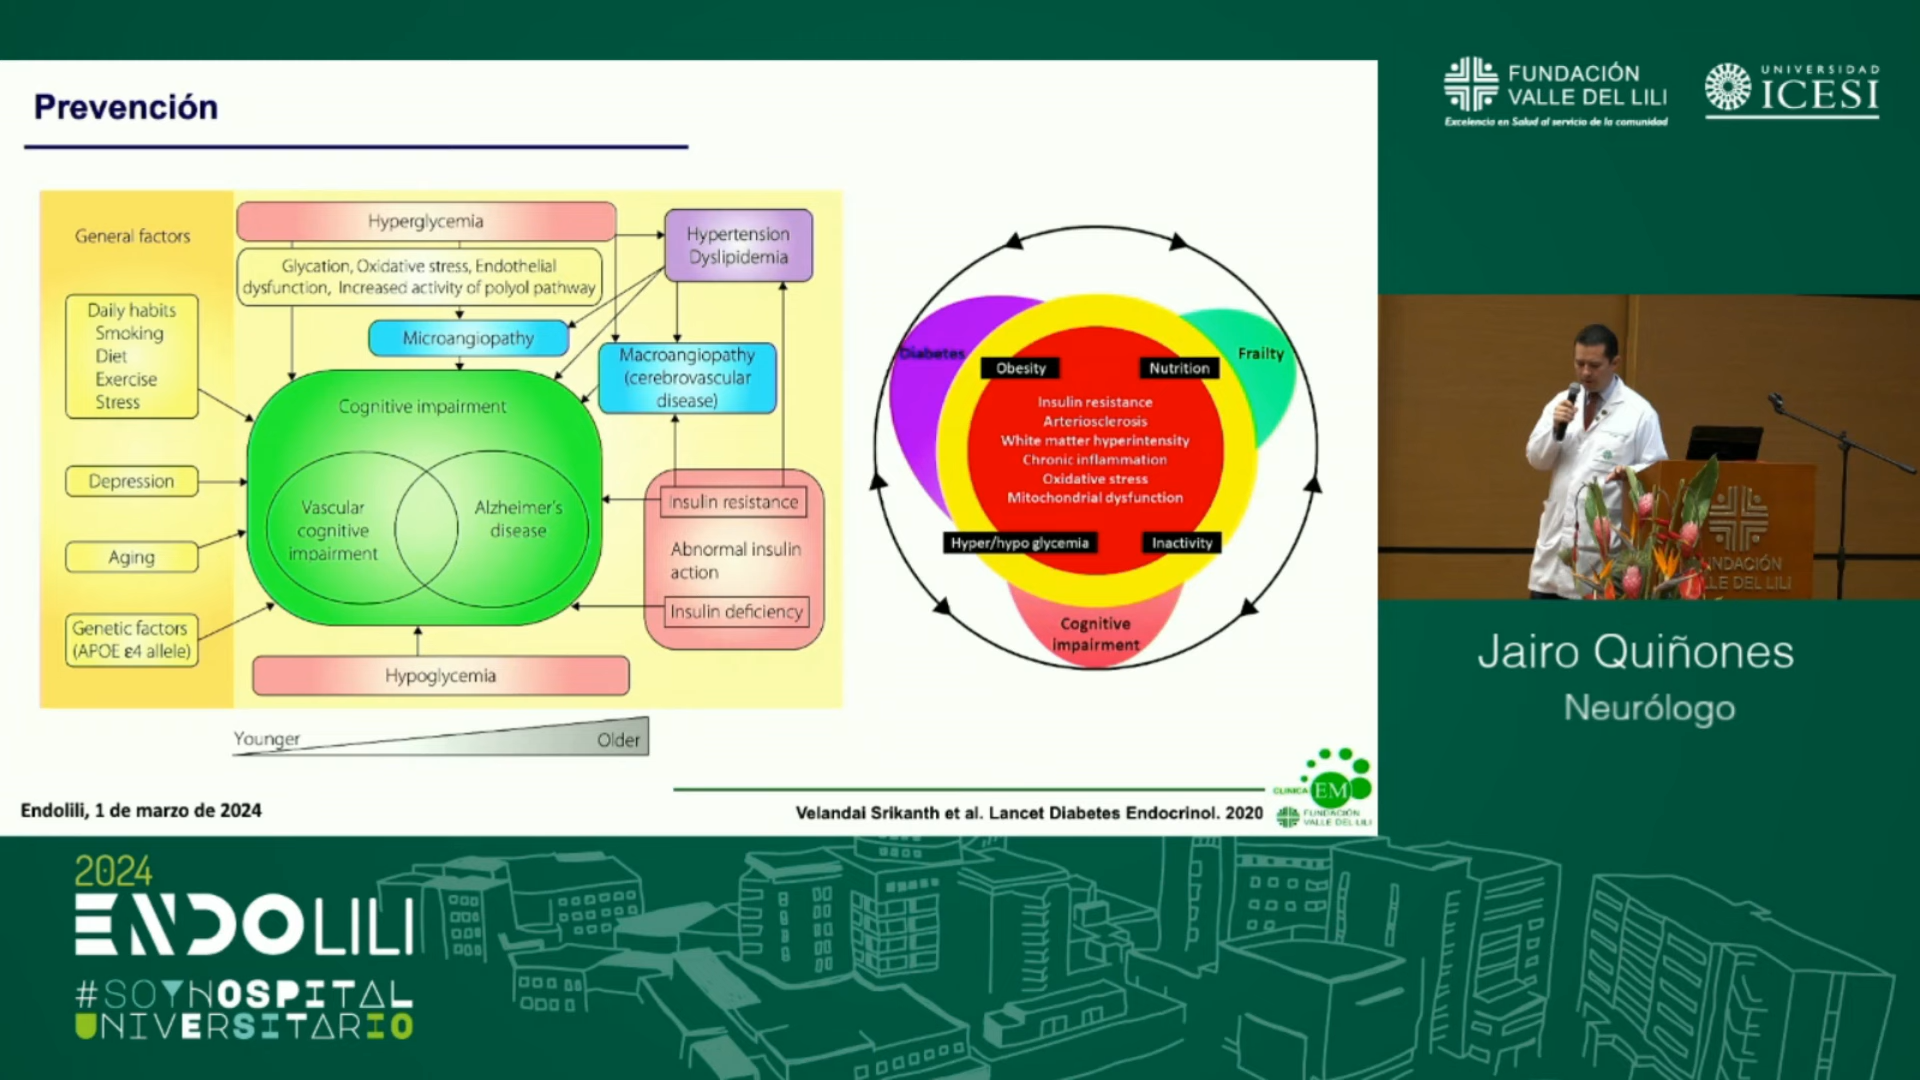 Prevención
General factors
Daily habits
Smoking
Diet
Exercise
Stress
Depression
Aging
Genetic factors
(APOE ε4 allele)
Hyperglycemia
Glycation, Oxidative stress, Endothelial
dysfunction, Increased activity of polyol pathway
Microangiopathy
Hypertension
Dyslipidemia
Macroangiopathy
(cerebrovascular
disease)
Cognitive impairment
Vascular
cognitive
impairment
Alzheimer's
disease
Insulin resistance
Abnormal insulin
action
Insulin deficiency
Hypoglycemia
Younger
Older
Diabetes
Frailty
Obesity
Nutrition
Insulin resistance
Arteriosclerosis
White matter hyperintensity
Chronic inflammation
Oxidative stress
Mitochondrial dysfunction
Hyper/hypo glycemia
Inactivity
Cognitive
impairment
Endolili, 1 de marzo de 2024
Velandai Srikanth et al. Lancet Diabetes Endocrinol. 2020
CLINICA EM
FUNDACIÓN
VALLE DEL LILI
FUNDACIÓN
VALLE DEL LILI
Excelencia en Salud al servicio de la comunidad
UNIVERSIDAD
ICESI
FUNDACIÓN
VALLE DEL LILI
Jairo Quiñones
Neurólogo
2024
ENDOLILI
#SOYHOSPITAL
UNIVERSITARIO